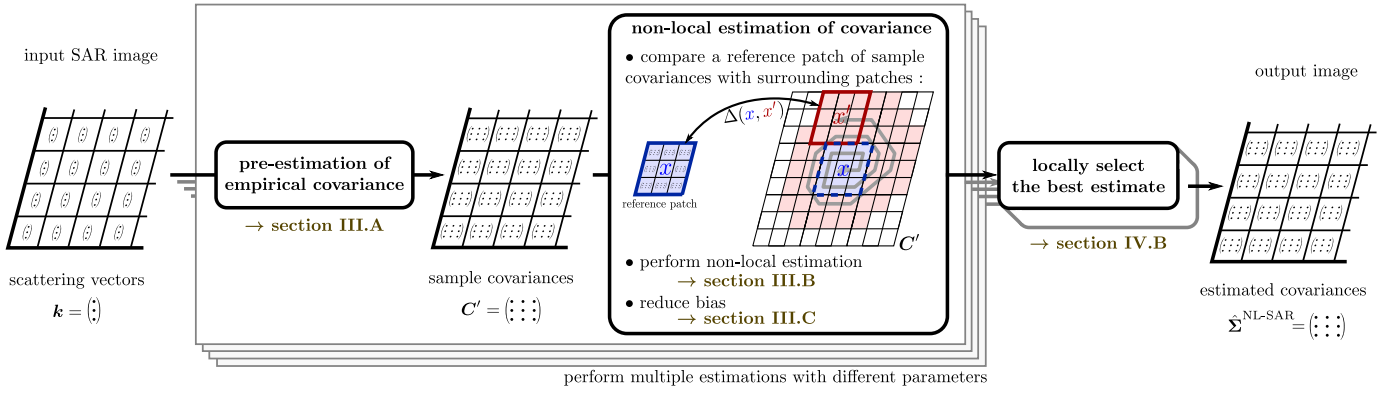 input SAR image
scattering vectors
k = (⋮)
pre-estimation of
empirical covariance
→ section III.A
sample covariances
C′ = (⋮⋮⋮)
non-local estimation of covariance
• compare a reference patch of sample
covariances with surrounding patches :
Δ(x, x′)
x′
x
x
reference patch
C′
• perform non-local estimation
→ section III.B
• reduce bias
→ section III.C
perform multiple estimations with different parameters
locally select
the best estimate
→ section IV.B
output image
estimated covariances
Σ̂^NL-SAR = (⋮⋮⋮)